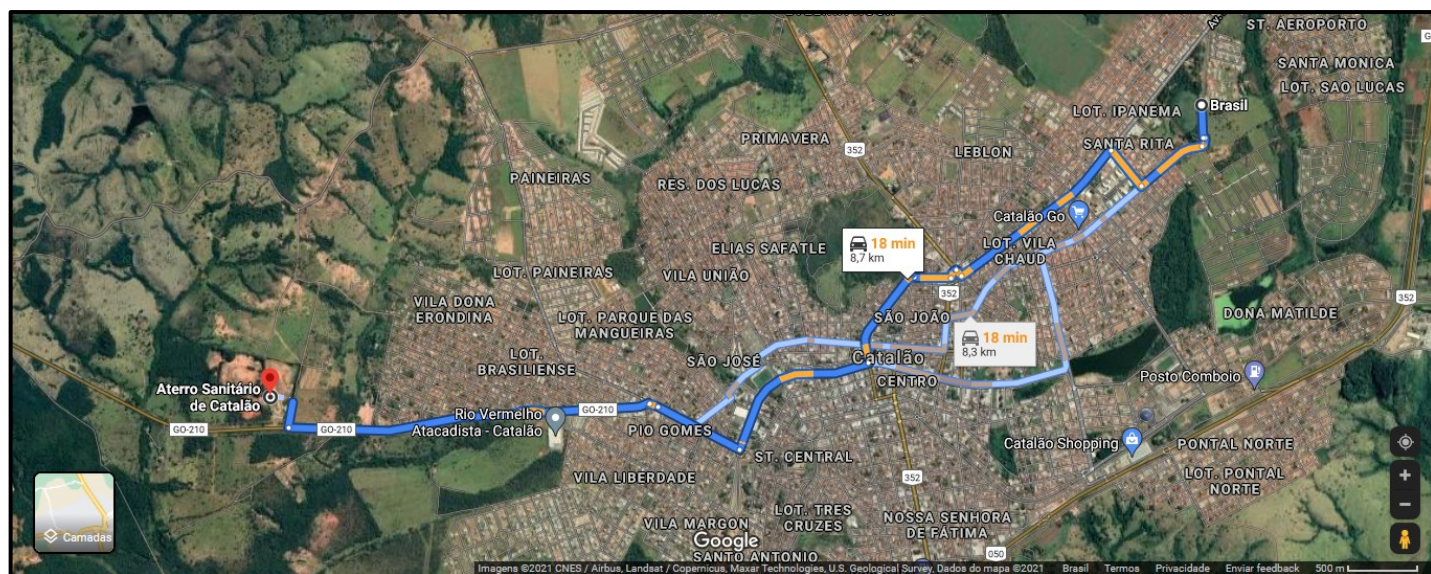 ST. AEROPORTO
SANTA MONICA
LOT. SAO LUCAS
LOT. IPANEMA
Brasil
PRIMAVERA
352
LEBLON
SANTA RITA
PAINEIRAS
RES. DOS LUCAS
Catalão Go
ELIAS SAFATLE
18 min
8,7 km
LOT. VILA
CHAUD
LOT. PAINEIRAS
VILA UNIÃO
352
352
VILA DONA
ERONDINA
LOT. PARQUE DAS
MANGUEIRAS
SÃO JOÃO
DONA MATILDE
18 min
8,3 km
LOT.
BRASILIENSE
SÃO JOSÉ
Catalão
CENTRO
Posto Comboio
Aterro Sanitário
de Catalão
GO-210
GO-210
GO-210
Rio Vermelho
Atacadista - Catalão
PIO GOMES
Catalão Shopping
PONTAL NORTE
ST. CENTRAL
VILA LIBERDADE
352
LOT. PONTAL
NORTE
LOT. TRES
CRUZES
NOSSA SENHORA
DE FÁTIMA
VILA MARGON
Camadas
Google
SANTO ANTONIO
050
Imagens ©2021 CNES / Airbus, Landsat / Copernicus, Maxar Technologies, U.S. Geological Survey, Dados do mapa ©2021 Brasil Termos Privacidade Enviar feedback 500 m